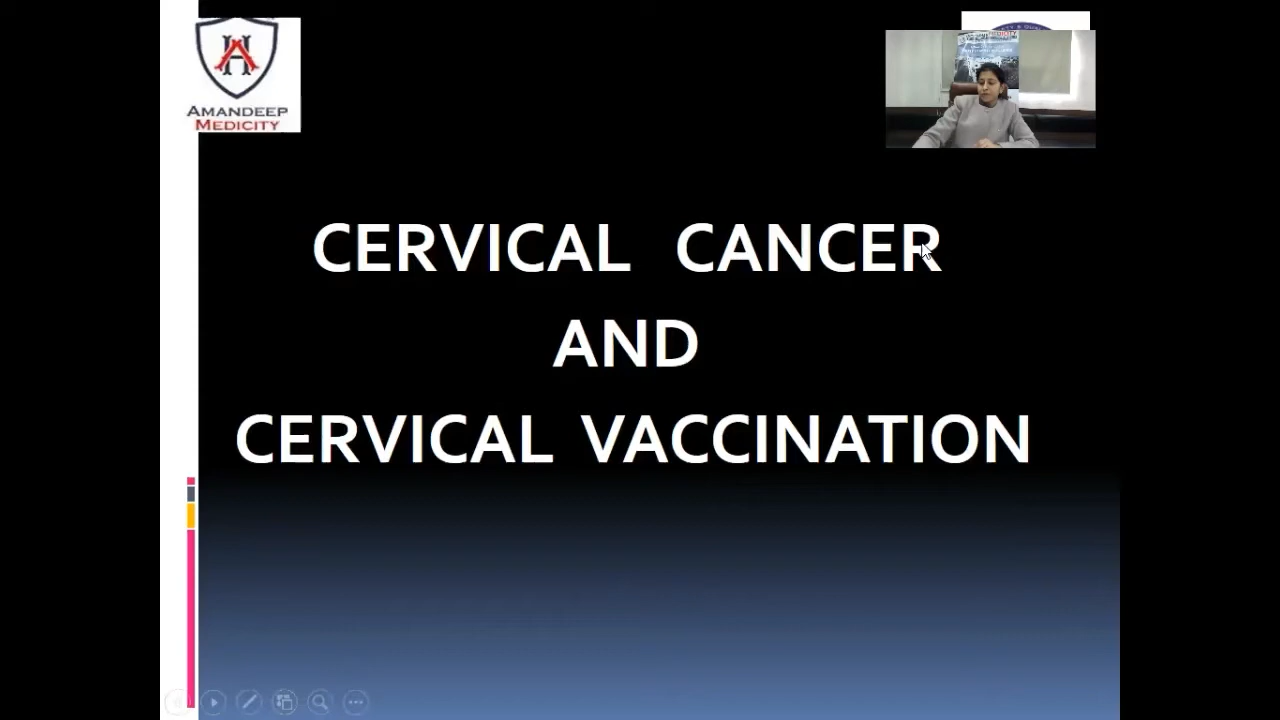 AMANDEEP
MEDICITY
CERVICAL CANCER
AND
CERVICAL VACCINATION